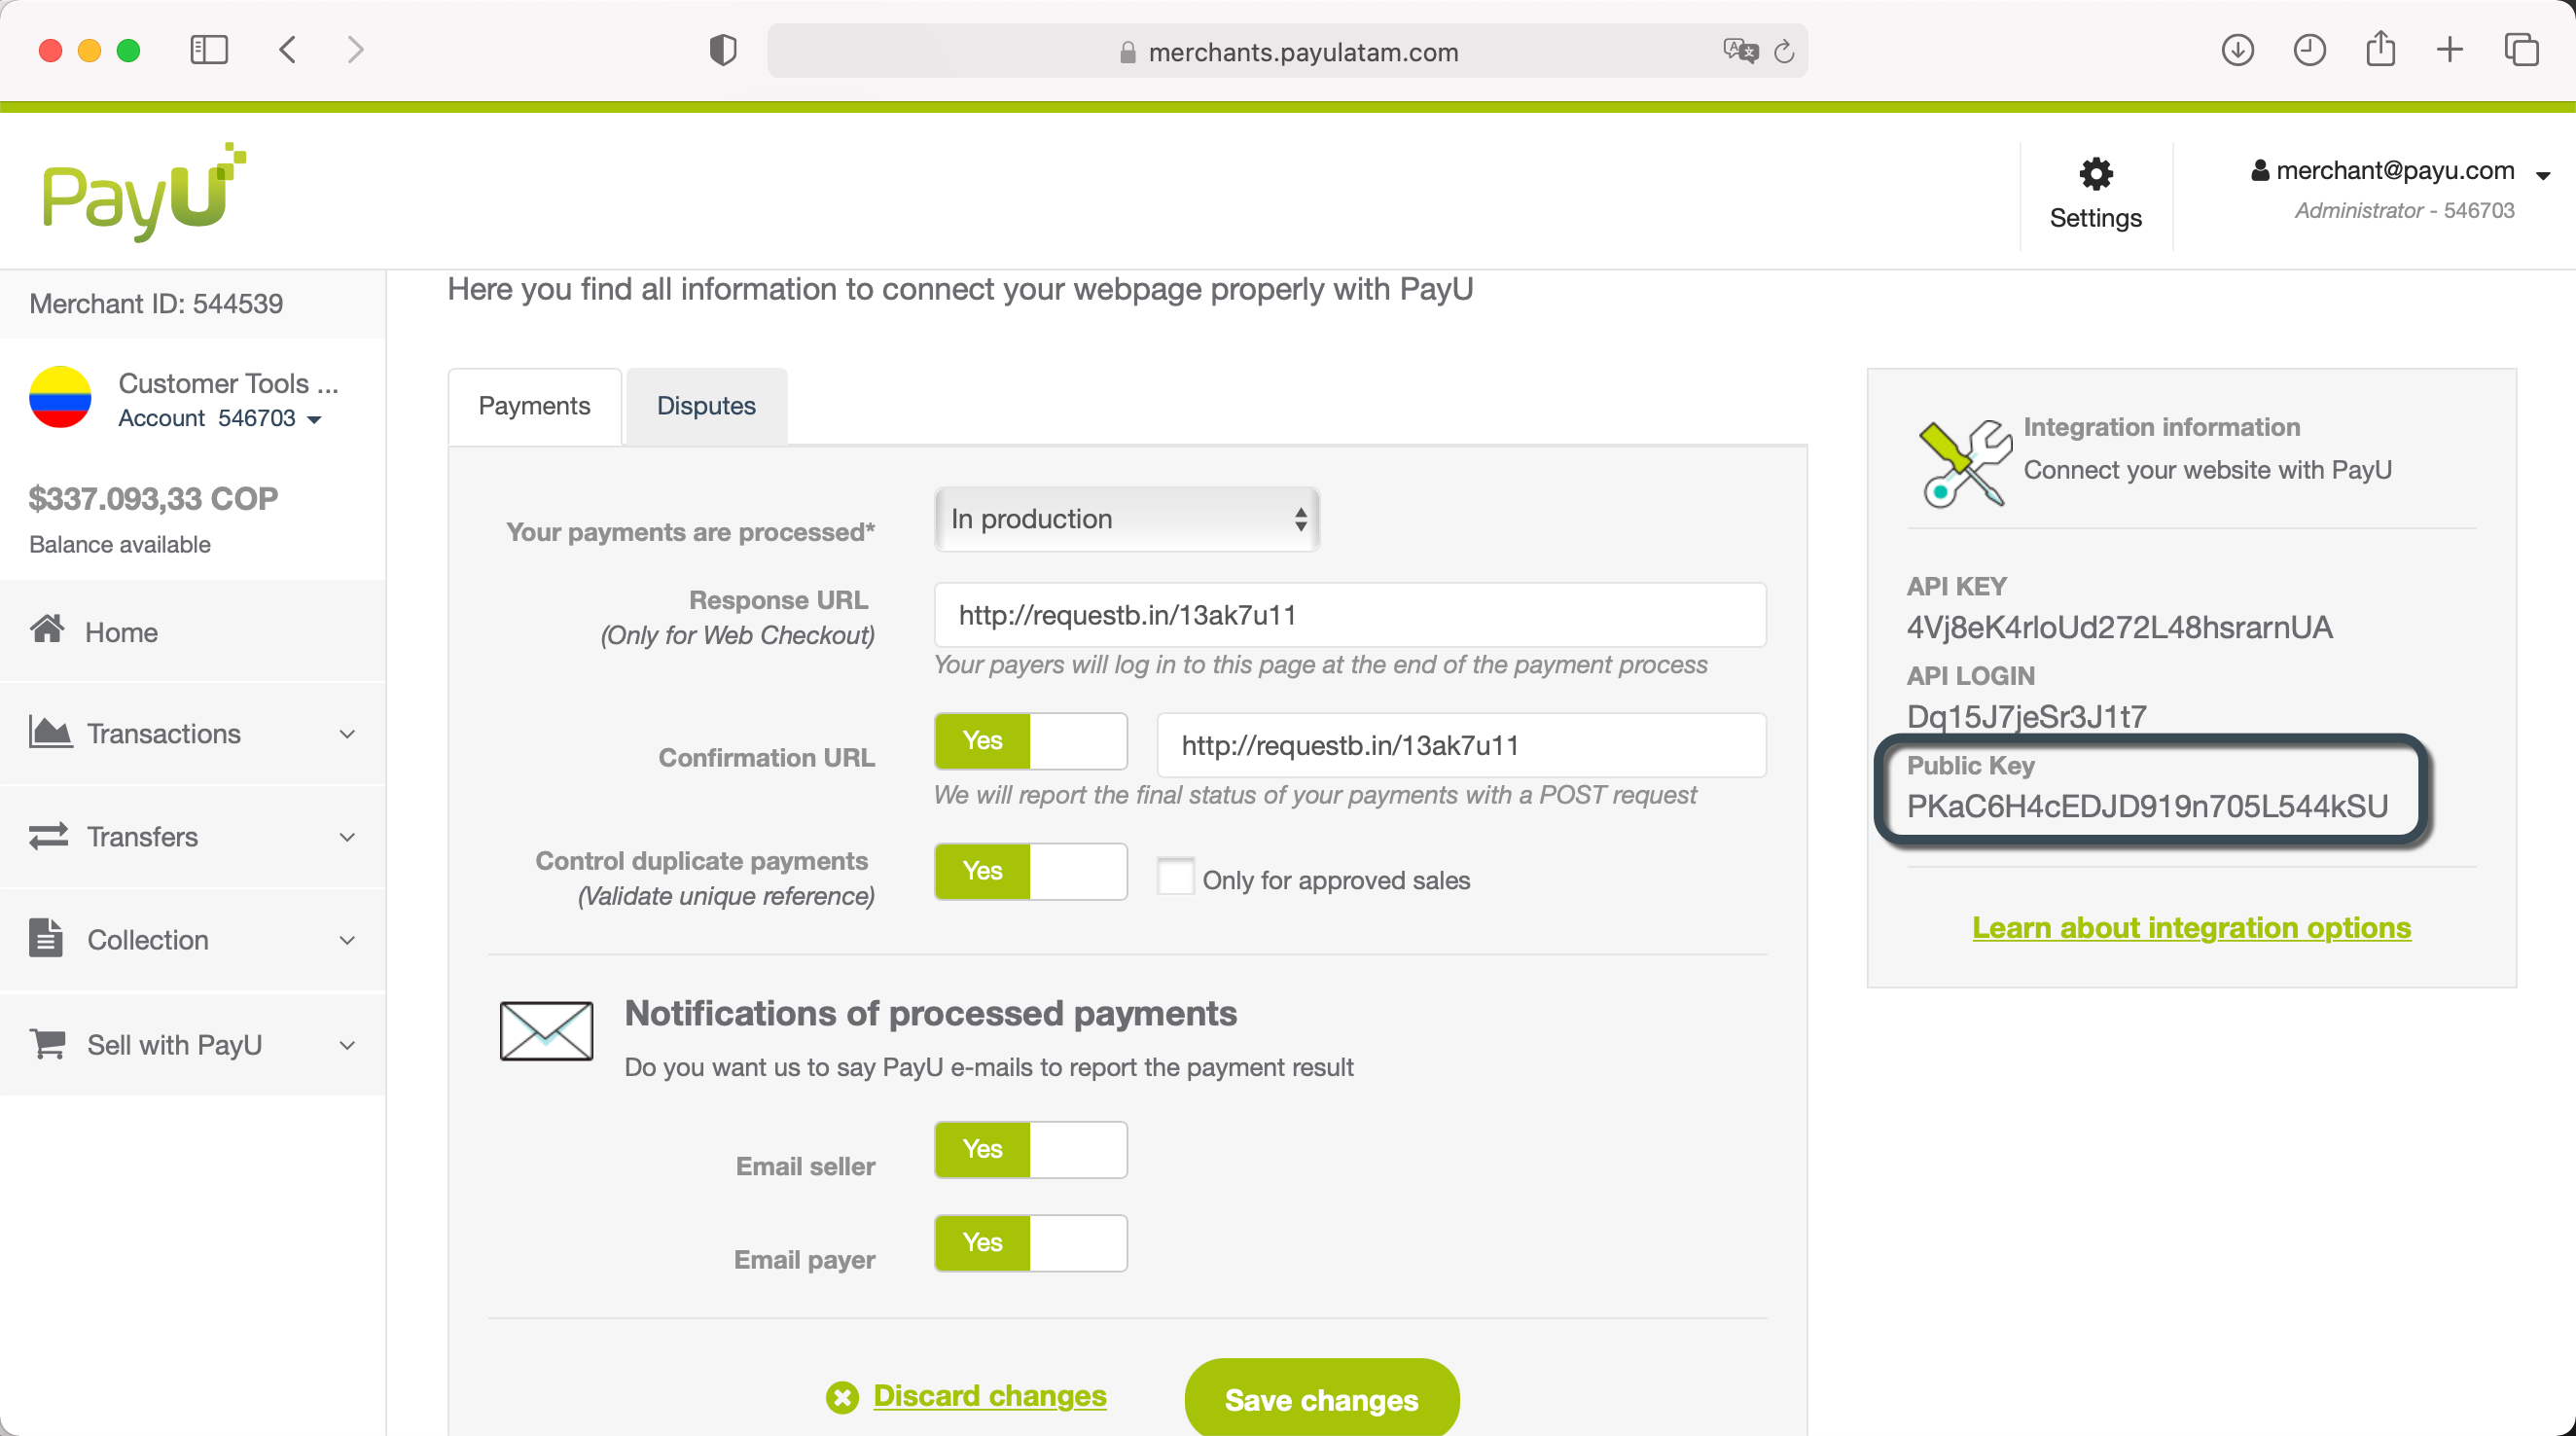 merchants.payulatam.com
PayU
Settings
merchant@payu.com
Administrator - 546703
Merchant ID: 544539
Customer Tools ...
Account 546703
$337.093,33 COP
Balance available
Home
Transactions
Transfers
Collection
Sell with PayU
Here you find all information to connect your webpage properly with PayU
Payments
Disputes
Your payments are processed*
In production
Response URL
(Only for Web Checkout)
http://requestb.in/13ak7u11
Your payers will log in to this page at the end of the payment process
Confirmation URL
Yes
http://requestb.in/13ak7u11
We will report the final status of your payments with a POST request
Control duplicate payments
(Validate unique reference)
Yes
Only for approved sales
Notifications of processed payments
Do you want us to say PayU e-mails to report the payment result
Email seller
Yes
Email payer
Yes
Discard changes
Save changes
Integration information
Connect your website with PayU
API KEY
4Vj8eK4rloUd272L48hsrarnUA
API LOGIN
Dq15J7jeSr3J1t7
Public Key
PKaC6H4cEDJD919n705L544kSU
Learn about integration options